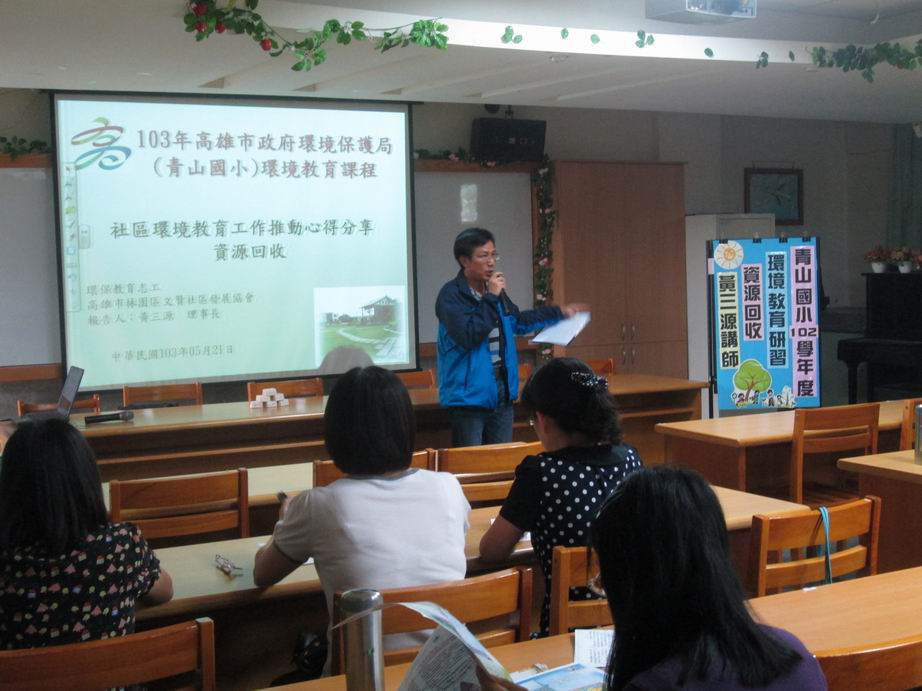 103年高雄市政府環境保護局
(青山國小)環境教育課程
社區環境教育工作推動心得分享
資源回收
環保教育志工
高雄市林園區文賢社區發展協會
報告人：黃三源 理事長
中華民國103年05月21日
青山國小102學年度
環境教育研習
資源回收
黃三源講師